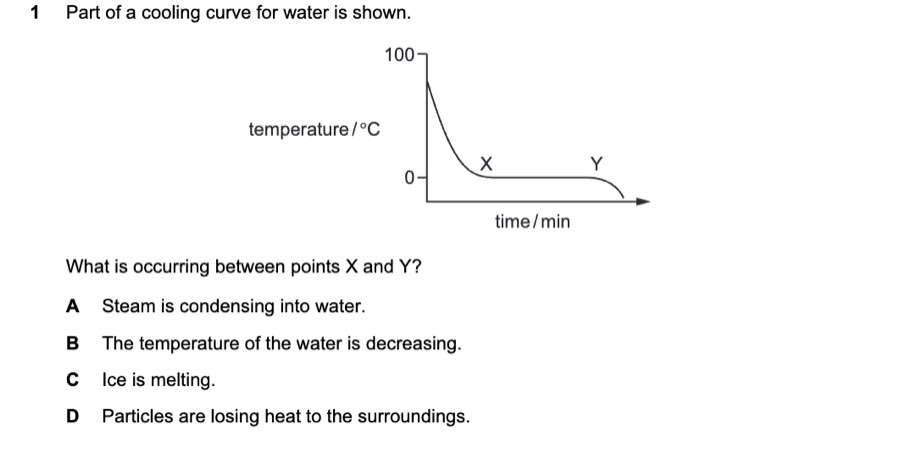 1 Part of a cooling curve for water is shown.
100
temperature / °C
X
Y
0
time / min
What is occurring between points X and Y?
A Steam is condensing into water.
B The temperature of the water is decreasing.
C Ice is melting.
D Particles are losing heat to the surroundings.